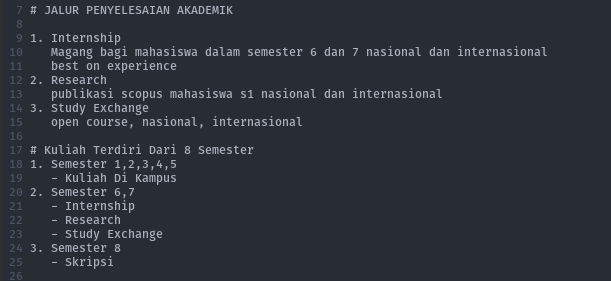 7 # JALUR PENYELESAIAN AKADEMIK
8
9 1. Internship
10 Magang bagi mahasiswa dalam semester 6 dan 7 nasional dan internasional
11 best on experience
12 2. Research
13 publikasi scopus mahasiswa s1 nasional dan internasional
14 3. Study Exchange
15 open course, nasional, internasional
16
17 # Kuliah Terdiri Dari 8 Semester
18 1. Semester 1,2,3,4,5
19 - Kuliah Di Kampus
20 2. Semester 6,7
21 - Internship
22 - Research
23 - Study Exchange
24 3. Semester 8
25 - Skripsi
26